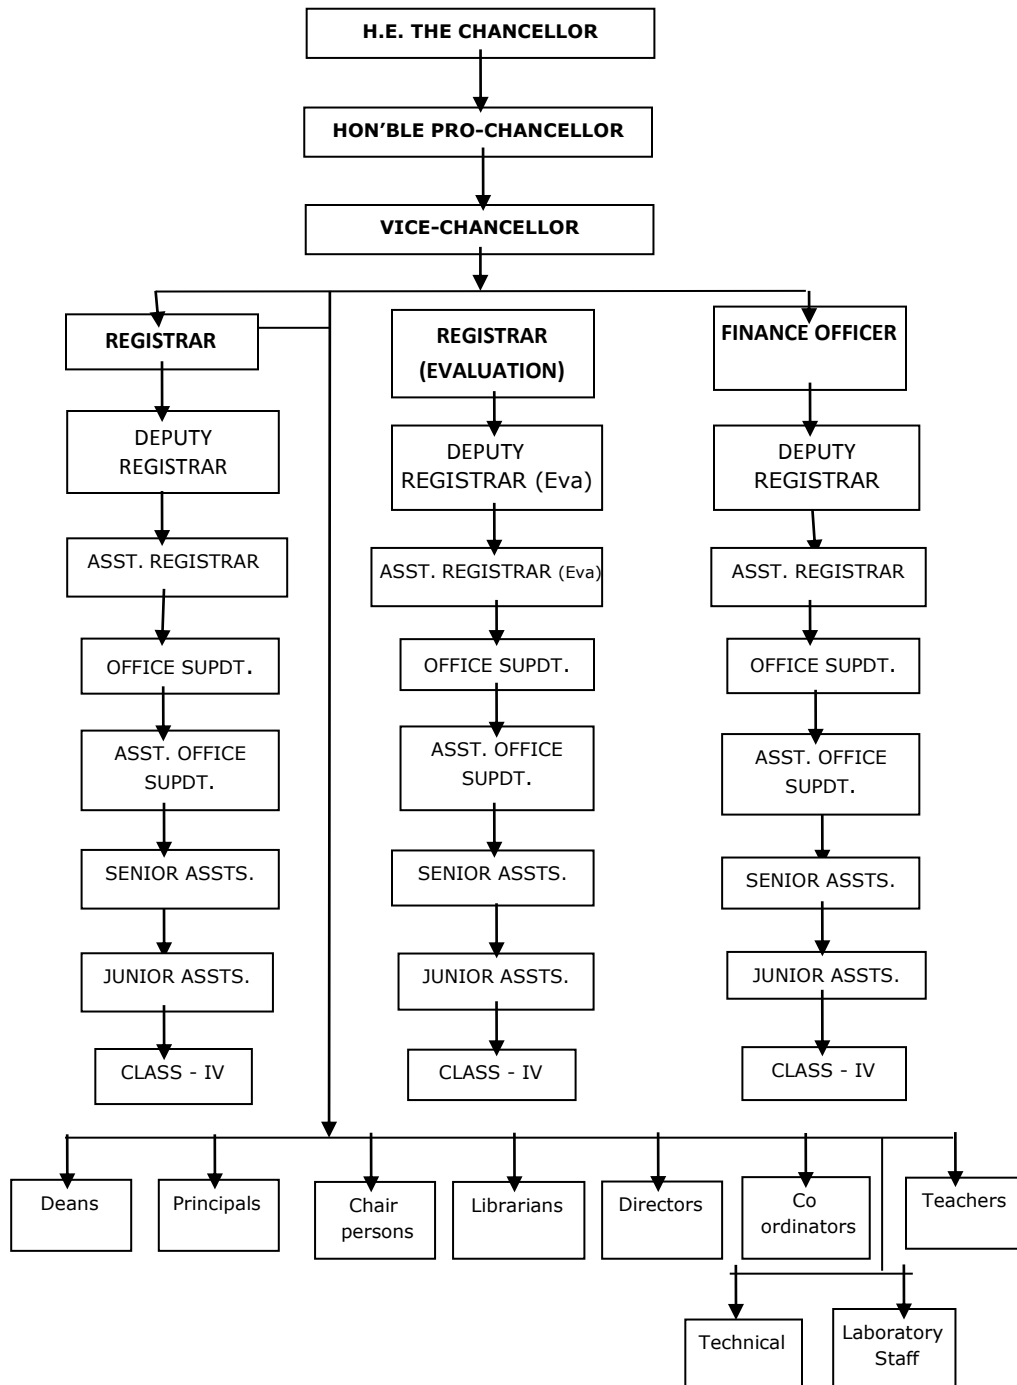 H.E. THE CHANCELLOR
HON'BLE PRO-CHANCELLOR
VICE-CHANCELLOR
REGISTRAR
REGISTRAR
(EVALUATION)
FINANCE OFFICER
DEPUTY
REGISTRAR
DEPUTY
REGISTRAR (Eva)
DEPUTY
REGISTRAR
ASST. REGISTRAR
ASST. REGISTRAR (Eva)
ASST. REGISTRAR
OFFICE SUPDT.
OFFICE SUPDT.
OFFICE SUPDT.
ASST. OFFICE
SUPDT.
ASST. OFFICE
SUPDT.
ASST. OFFICE
SUPDT.
SENIOR ASSTS.
SENIOR ASSTS.
SENIOR ASSTS.
JUNIOR ASSTS.
JUNIOR ASSTS.
JUNIOR ASSTS.
CLASS - IV
CLASS - IV
CLASS - IV
Deans
Principals
Chair
persons
Librarians
Directors
Co
ordinators
Teachers
Technical
Laboratory
Staff